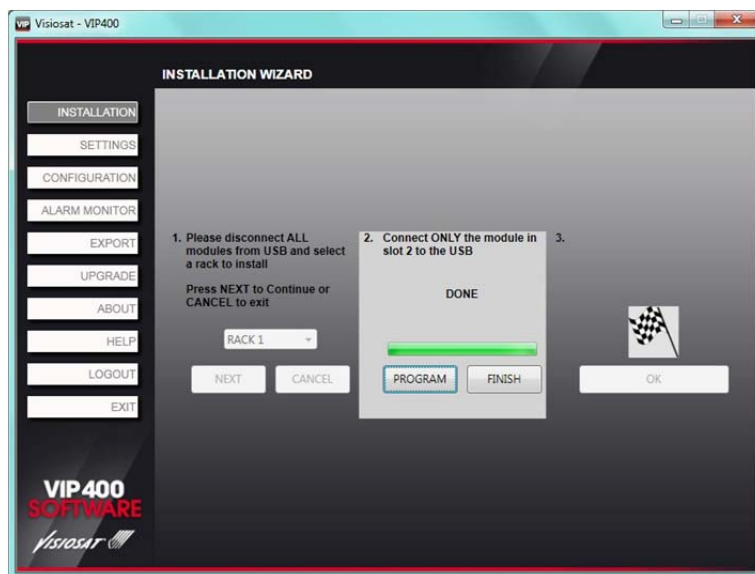 VIP Visiosat - VIP400
INSTALLATION WIZARD
INSTALLATION
SETTINGS
CONFIGURATION
ALARM MONITOR
EXPORT
UPGRADE
ABOUT
HELP
LOGOUT
EXIT
1. Please disconnect ALL
modules from USB and select
a rack to install
Press NEXT to Continue or
CANCEL to exit
RACK 1
NEXT
CANCEL
2. Connect ONLY the module in
slot 2 to the USB
DONE
PROGRAM
FINISH
3.
OK
VIP400
SOFTWARE
VISIOSAT